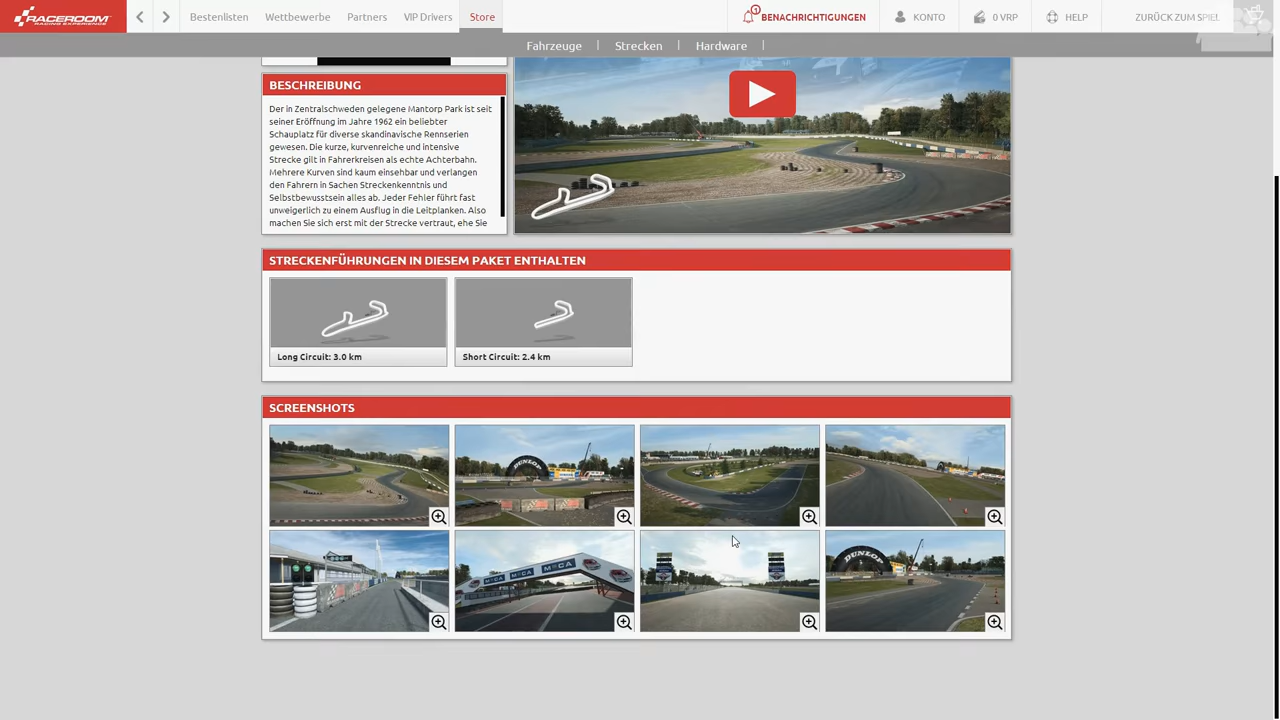 RACEROOM
RACING EXPERIENCE
Bestenlisten
Wettbewerbe
Partners
VIP Drivers
Store
1
BENACHRICHTIGUNGEN
KONTO
0 VRP
HELP
ZURÜCK ZUM SPIEL
Fahrzeuge
Strecken
Hardware
BESCHREIBUNG
Der in Zentralschweden gelegene Mantorp Park ist seit
seiner Eröffnung im Jahre 1962 ein beliebter
Schauplatz für diverse skandinavische Rennserien
gewesen. Die kurze, kurvenreiche und intensive
Strecke gilt in Fahrerkreisen als echte Achterbahn.
Mehrere Kurven sind kaum einsehbar und verlangen
den Fahrern in Sachen Streckenkenntnis und
Selbstbewusstsein alles ab. Jeder Fehler führt fast
unweigerlich zu einem Ausflug in die Leitplanken. Also
machen Sie sich erst mit der Strecke vertraut, ehe Sie
STRECKENFÜHRUNGEN IN DIESEM PAKET ENTHALTEN
Long Circuit: 3.0 km
Short Circuit: 2.4 km
SCREENSHOTS
DUNLOP
MECA MECA MECA
DUNLOP